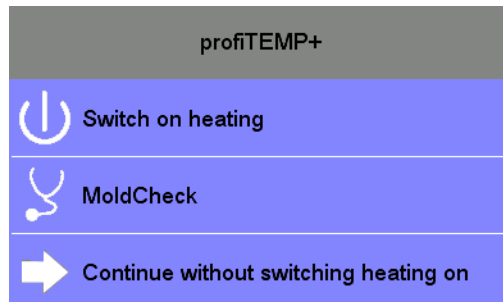 profiTEMP+
Switch on heating
MoldCheck
Continue without switching heating on